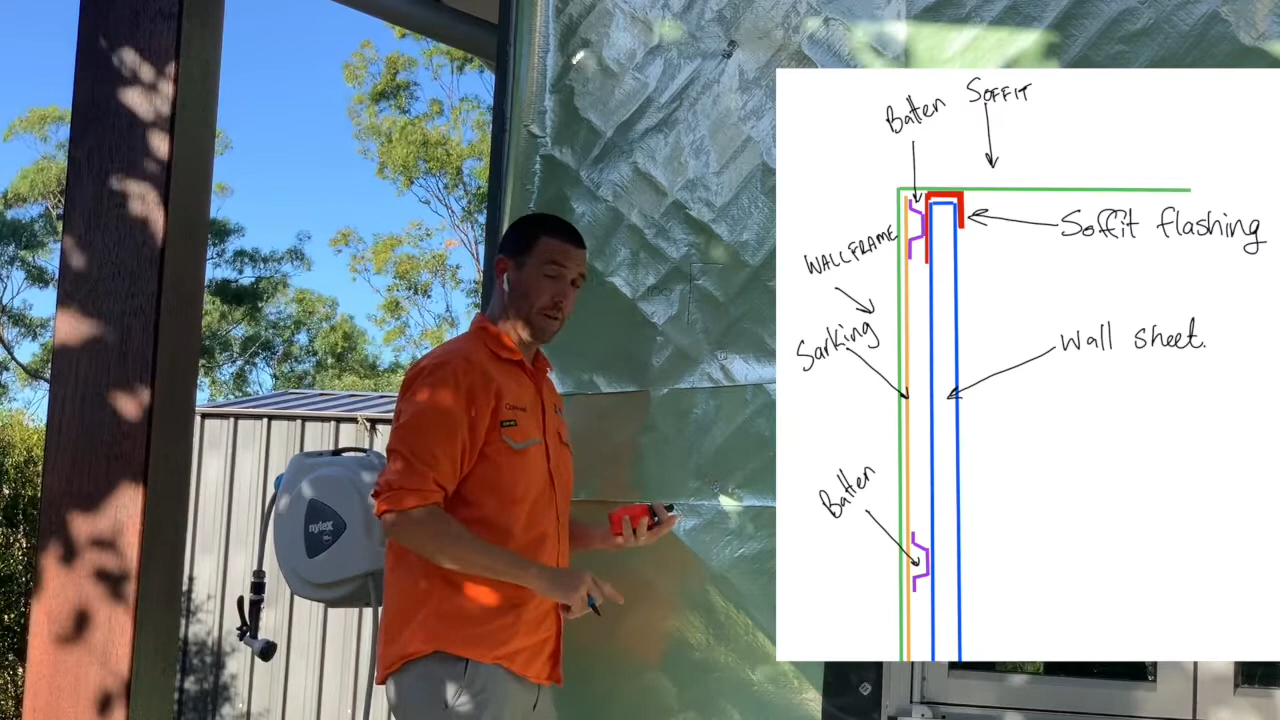 Batten
SOFFIT
Soffit flashing
WALLFRAME
Sarking
Wall sheet.
Batten
nylex